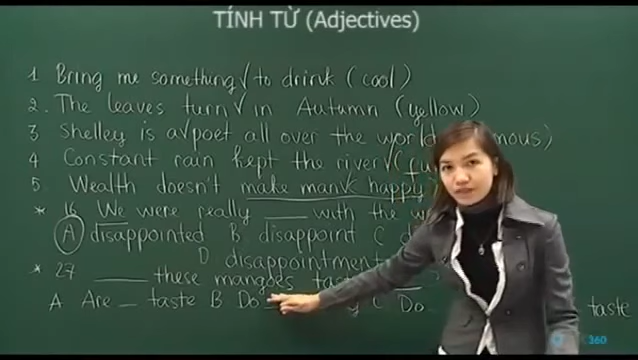 TÍNH TỪ (Adjectives)
1. Bring me something √ to drink (cool)
2. The leaves turn √ in Autumn (yellow)
3 Shelley is a √ poet all over the
4 Constant rain kept the river √
5. Wealth doesn't make man √ happy
* 16 We were really ___ with the
A disappointed B. disappoint C
D. disappointment
* 27 ___ these mangoes
A. Are _ taste B Do C Do taste
360